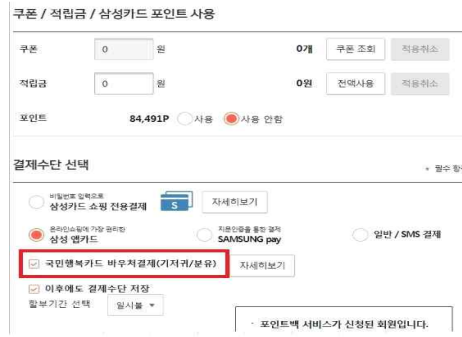 쿠폰 / 적립금 / 삼성카드 포인트 사용
쿠폰 0 원 0개 쿠폰 조회 적용취소
적립금 0 원 0원 전액사용 적용취소
포인트 84,491P 사용 사용 안함
결제수단 선택
* 필수 항
비밀번호 입력으로
삼성카드 쇼핑 전용결제 S 자세히보기
온라인쇼핑에 가장 편리한 지문인증을 통한 결제
삼성 앱카드 SAMSUNG pay 일반 / SMS 결제
국민행복카드 바우처결제(기저귀/분유) 자세히보기
이후에도 결제수단 저장
할부기간 선택 일시불
· 포인트백 서비스가 신청된 회원입니다.